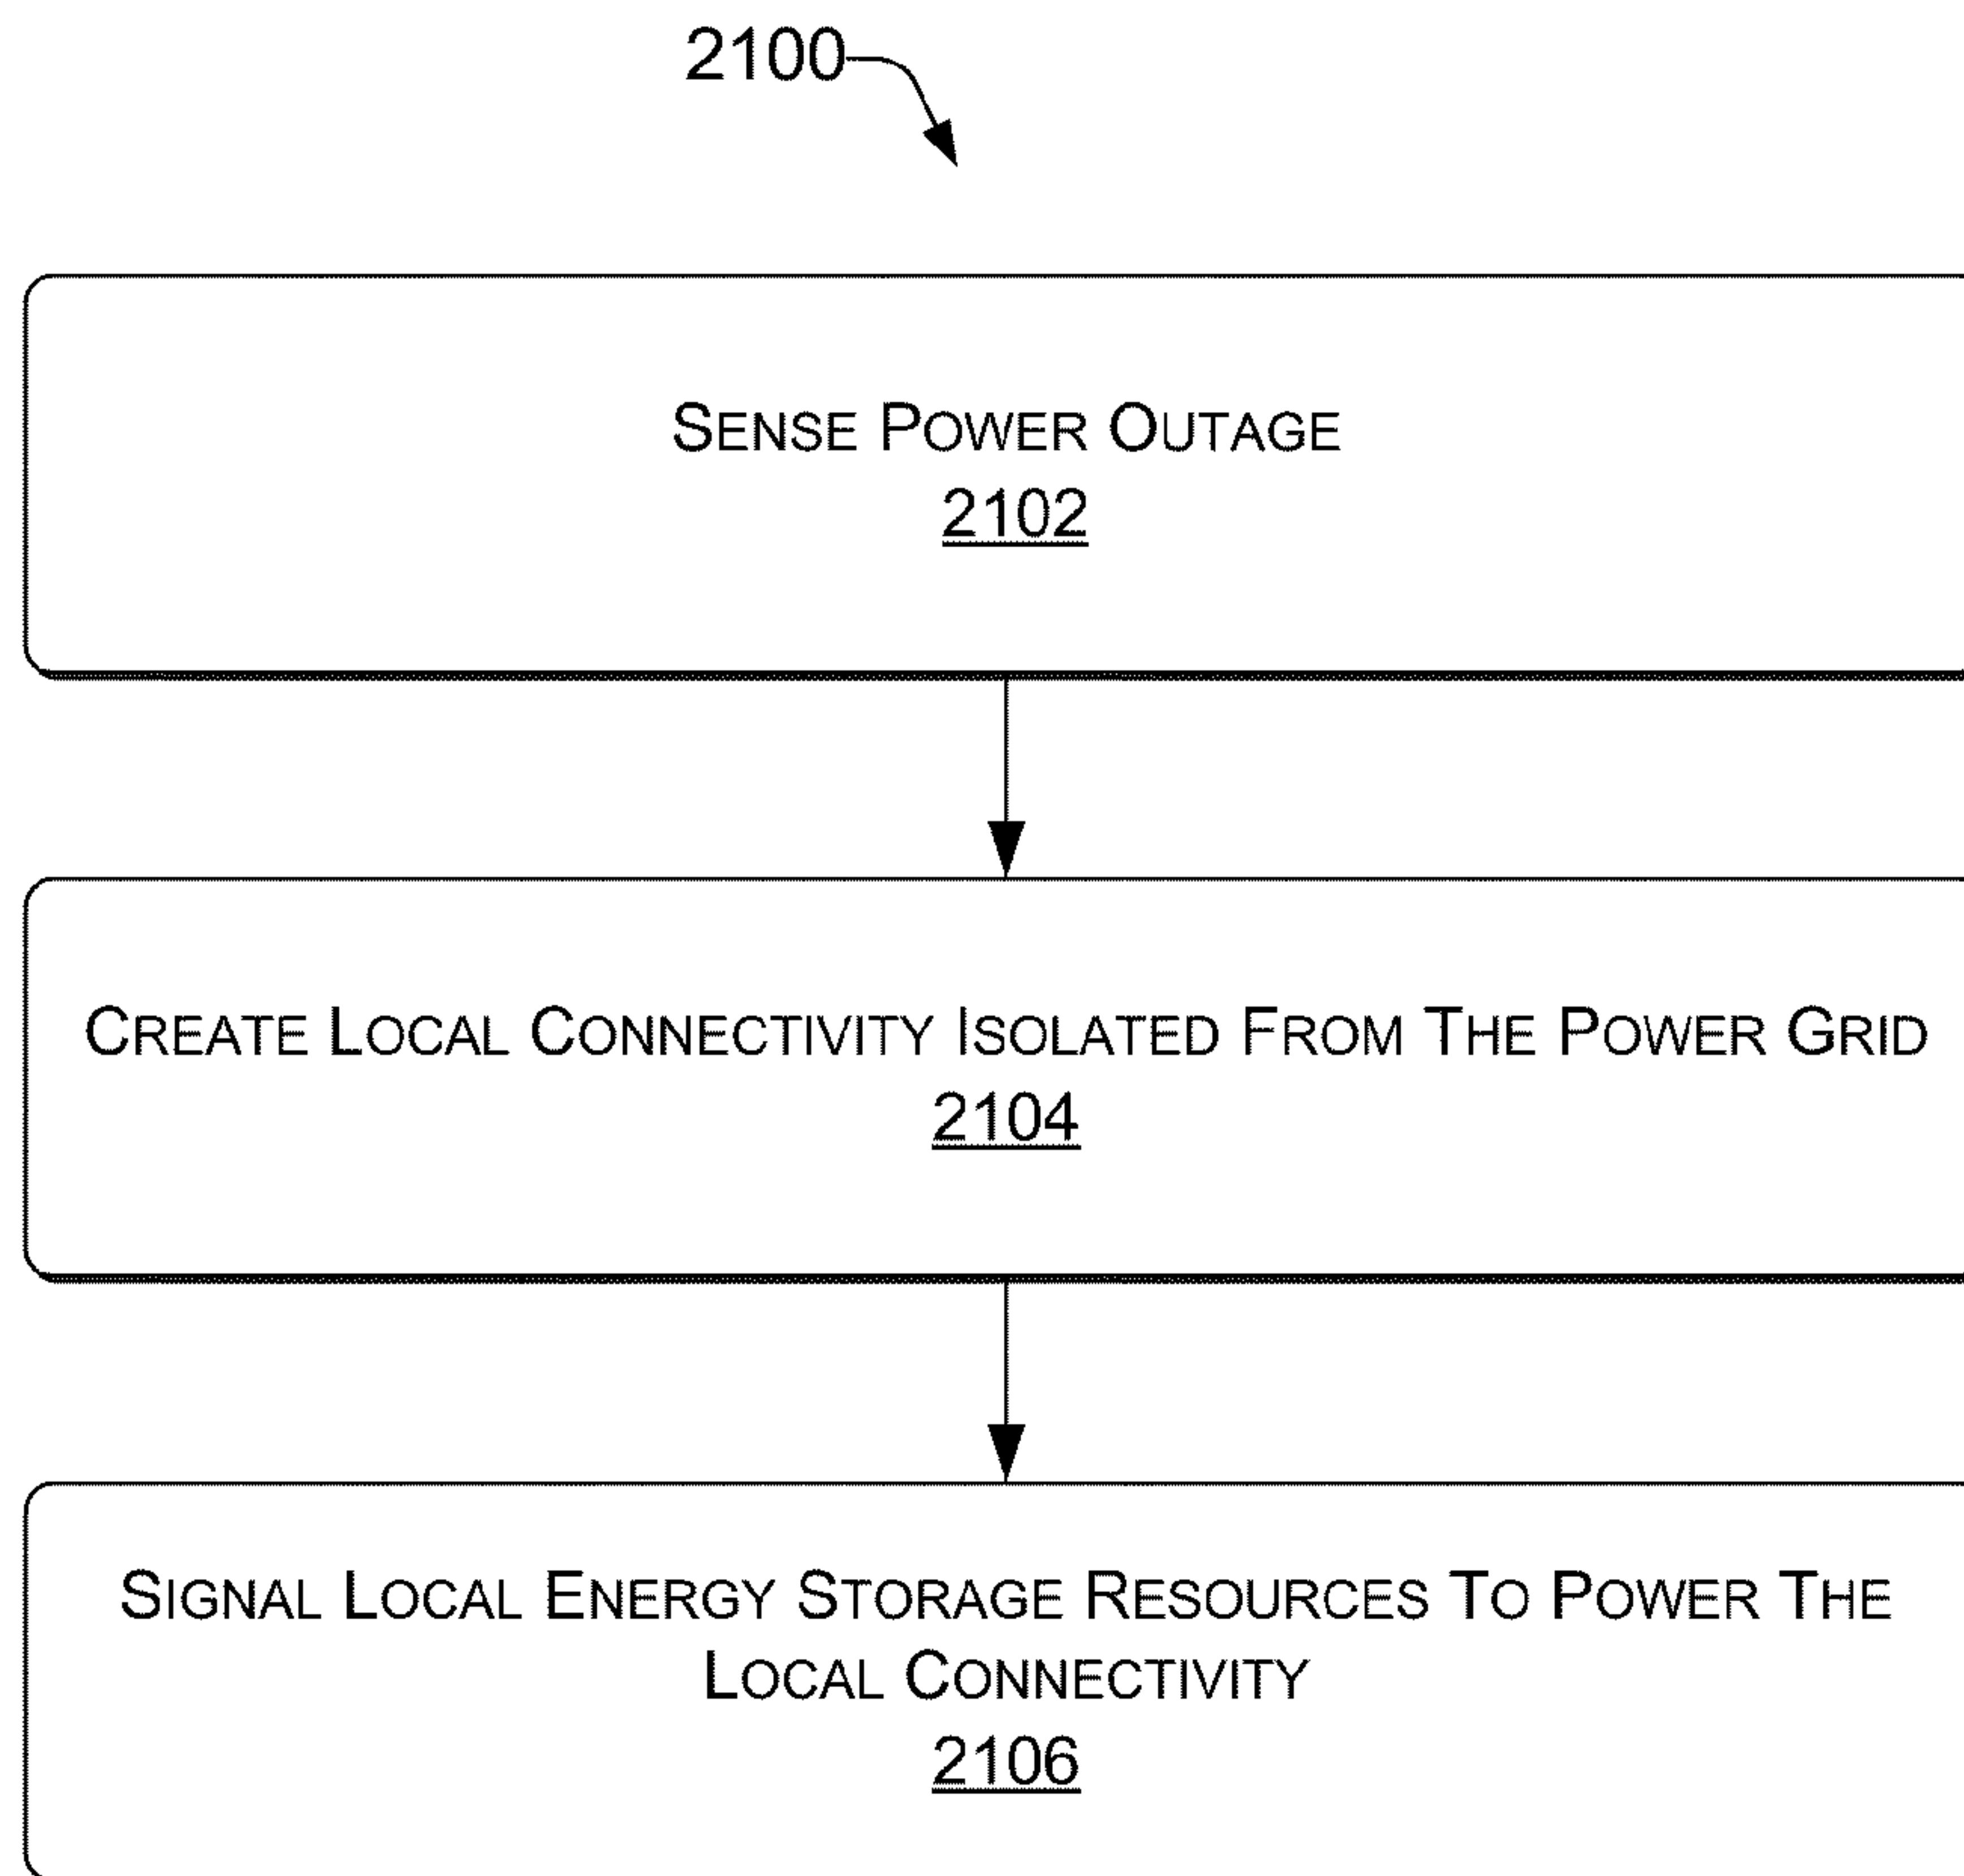 2100
SENSE POWER OUTAGE
2102
CREATE LOCAL CONNECTIVITY ISOLATED FROM THE POWER GRID
2104
SIGNAL LOCAL ENERGY STORAGE RESOURCES TO POWER THE
LOCAL CONNECTIVITY
2106